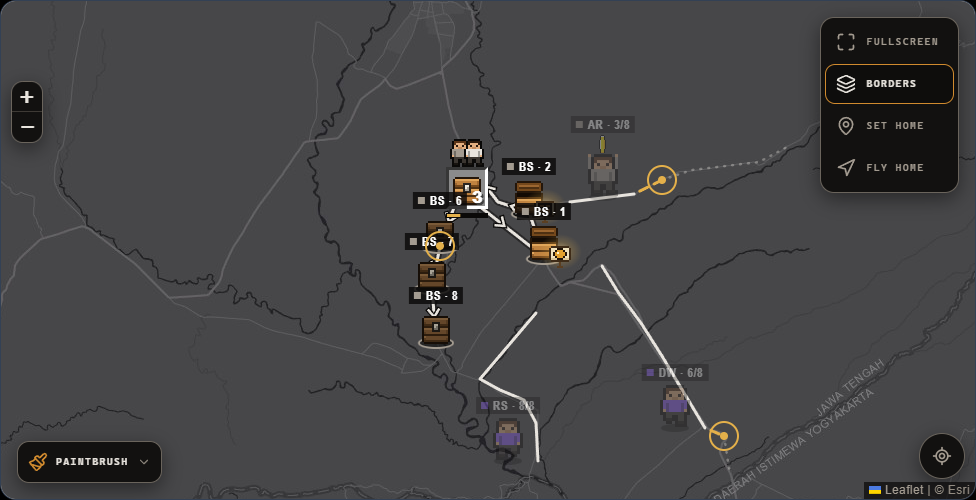 FULLSCREEN
BORDERS
SET HOME
FLY HOME
+
−
AR - 3/8
BS - 2
BS - 6
3
BS - 1
BS - 7
BS - 8
DW - 6/8
RS - 8/8
JAWA TENGAH
DAERAH ISTIMEWA YOGYAKARTA
PAINTBRUSH
Leaflet | © Esri